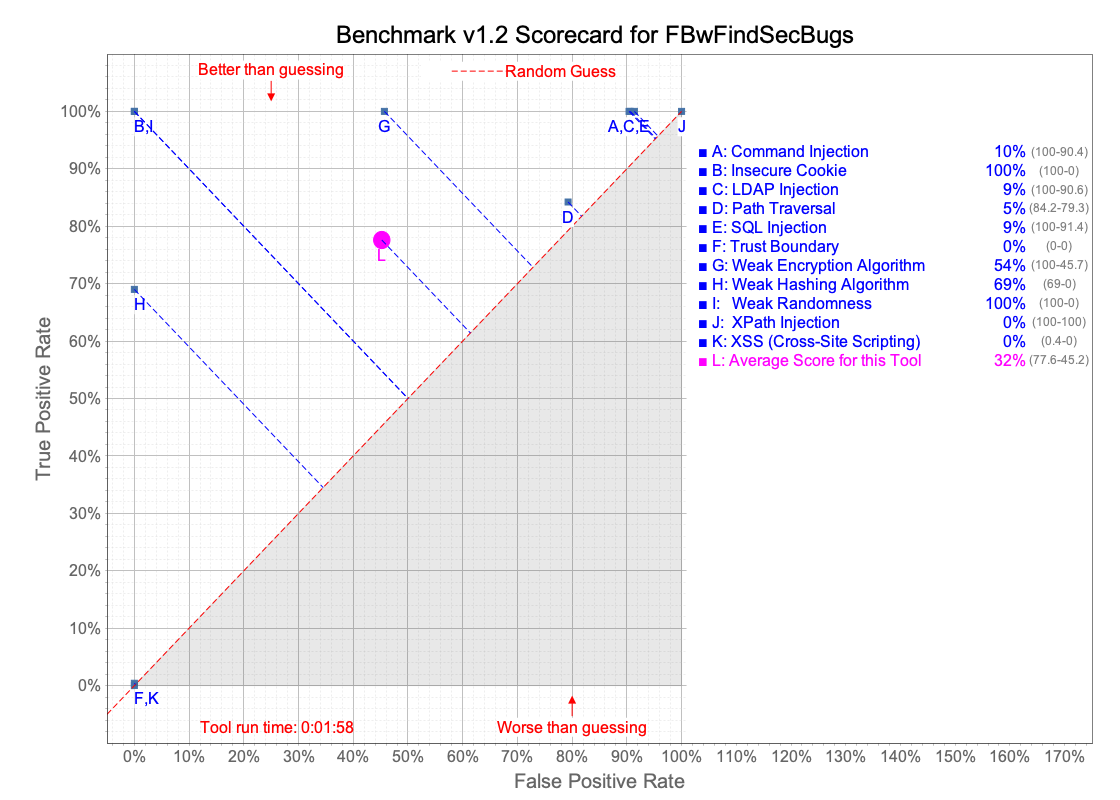 Benchmark v1.2 Scorecard for FBwFindSecBugs
Better than guessing
Random Guess
100%
90%
80%
70%
60%
50%
40%
30%
20%
10%
0%
True Positive Rate
B,I
G
A,C,E
J
D
L
H
F,K
A: Command Injection 10% (100-90.4)
B: Insecure Cookie 100% (100-0)
C: LDAP Injection 9% (100-90.6)
D: Path Traversal 5% (84.2-79.3)
E: SQL Injection 9% (100-91.4)
F: Trust Boundary 0% (0-0)
G: Weak Encryption Algorithm 54% (100-45.7)
H: Weak Hashing Algorithm 69% (69-0)
I: Weak Randomness 100% (100-0)
J: XPath Injection 0% (100-100)
K: XSS (Cross-Site Scripting) 0% (0.4-0)
L: Average Score for this Tool 32% (77.6-45.2)
Tool run time: 0:01:58
Worse than guessing
0% 10% 20% 30% 40% 50% 60% 70% 80% 90% 100% 110% 120% 130% 140% 150% 160% 170%
False Positive Rate